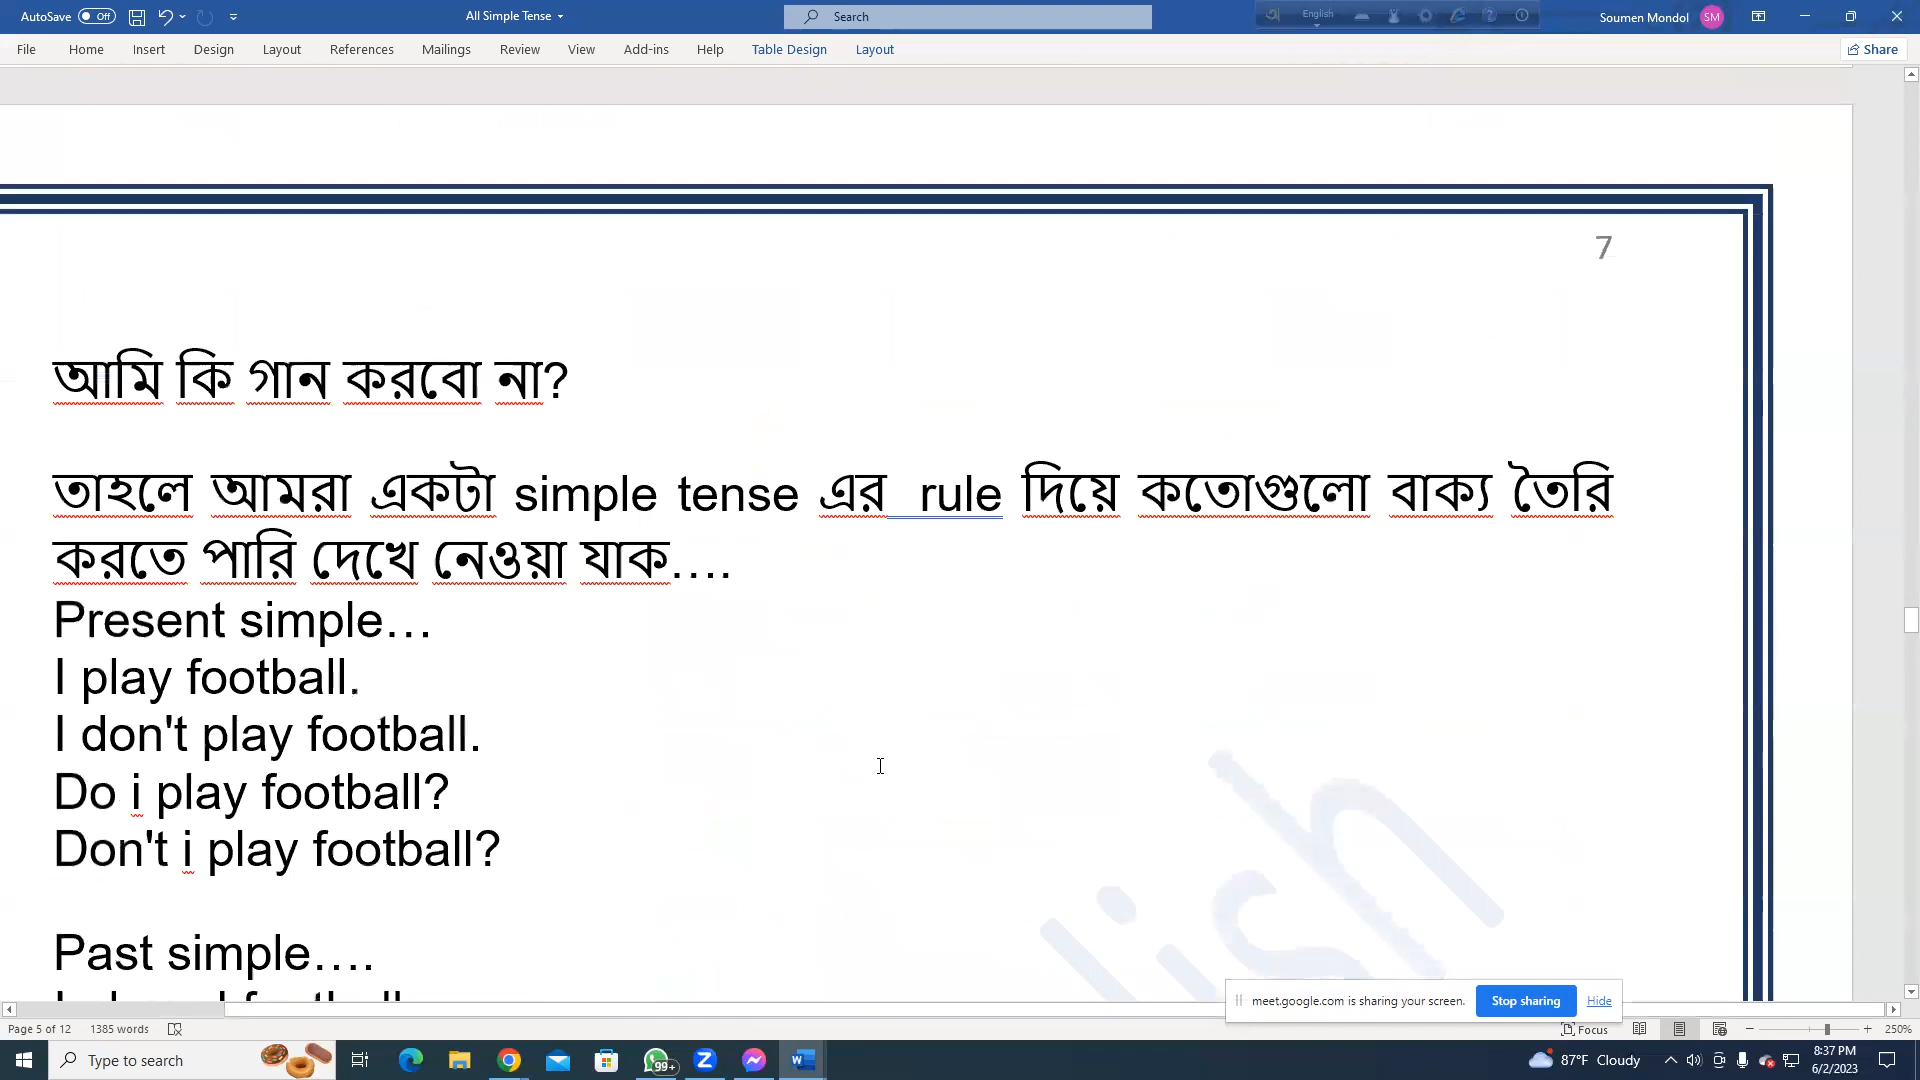 AutoSave Off All Simple Tense Search English Soumen Mondol SM
File Home Insert Design Layout References Mailings Review View Add-ins Help Table Design Layout Share
7
আমি কি গান করবো না?
তাহলে আমরা একটা simple tense এর rule দিয়ে কতোগুলো বাক্য তৈরি
করতে পারি দেখে নেওয়া যাক....
Present simple…
I play football.
I don't play football.
Do i play football?
Don't i play football?
Past simple….
lish
meet.google.com is sharing your screen. Stop sharing Hide
Page 5 of 12 1385 words Focus 250%
Type to search 99+ 87°F Cloudy 8:37 PM
6/2/2023